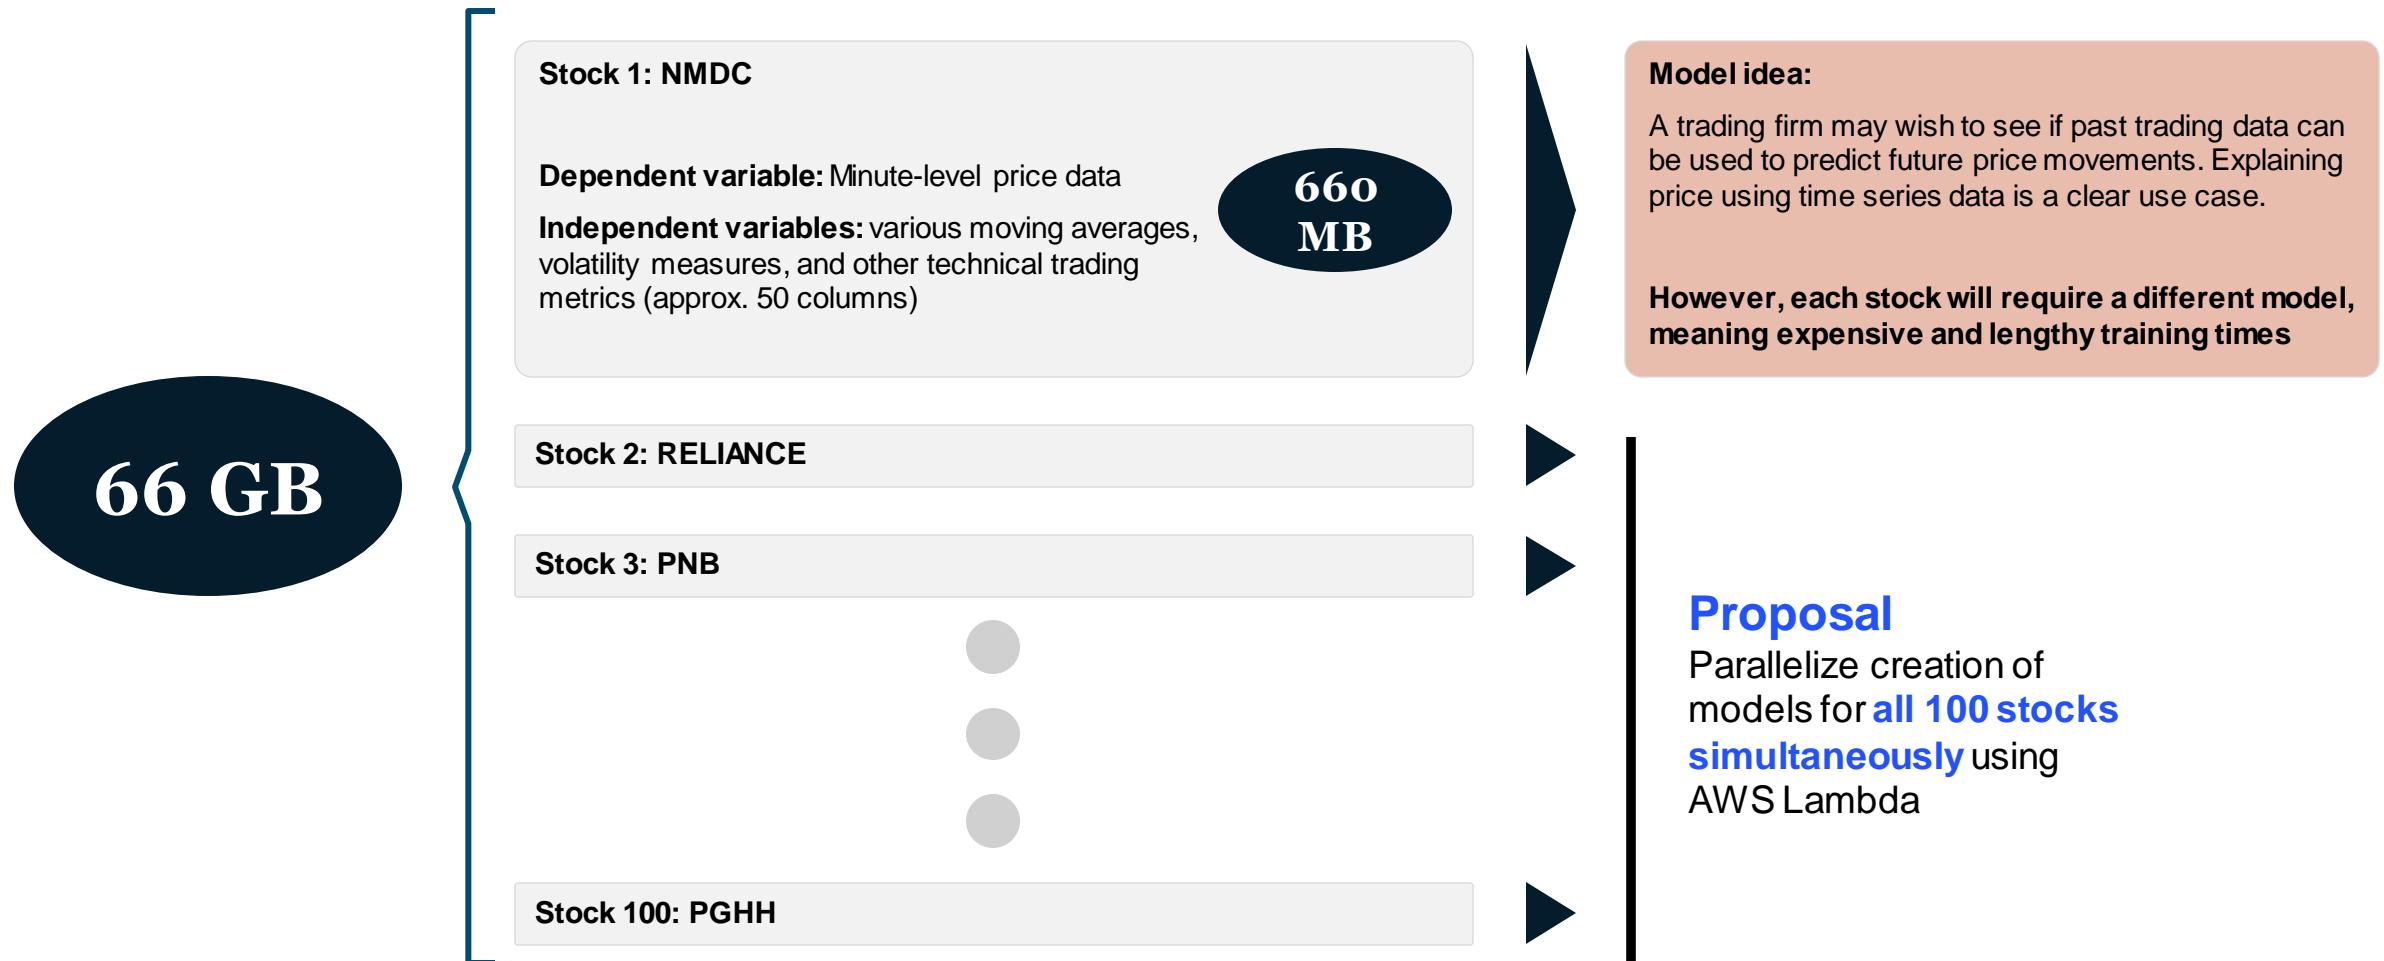 66 GB
Stock 1: NMDC
Dependent variable: Minute-level price data
Independent variables: various moving averages,
volatility measures, and other technical trading
metrics (approx. 50 columns)
660
MB
Model idea:
A trading firm may wish to see if past trading data can
be used to predict future price movements. Explaining
price using time series data is a clear use case.
However, each stock will require a different model,
meaning expensive and lengthy training times
Stock 2: RELIANCE
Stock 3: PNB
Stock 100: PGHH
Proposal
Parallelize creation of
models for all 100 stocks
simultaneously using
AWS Lambda